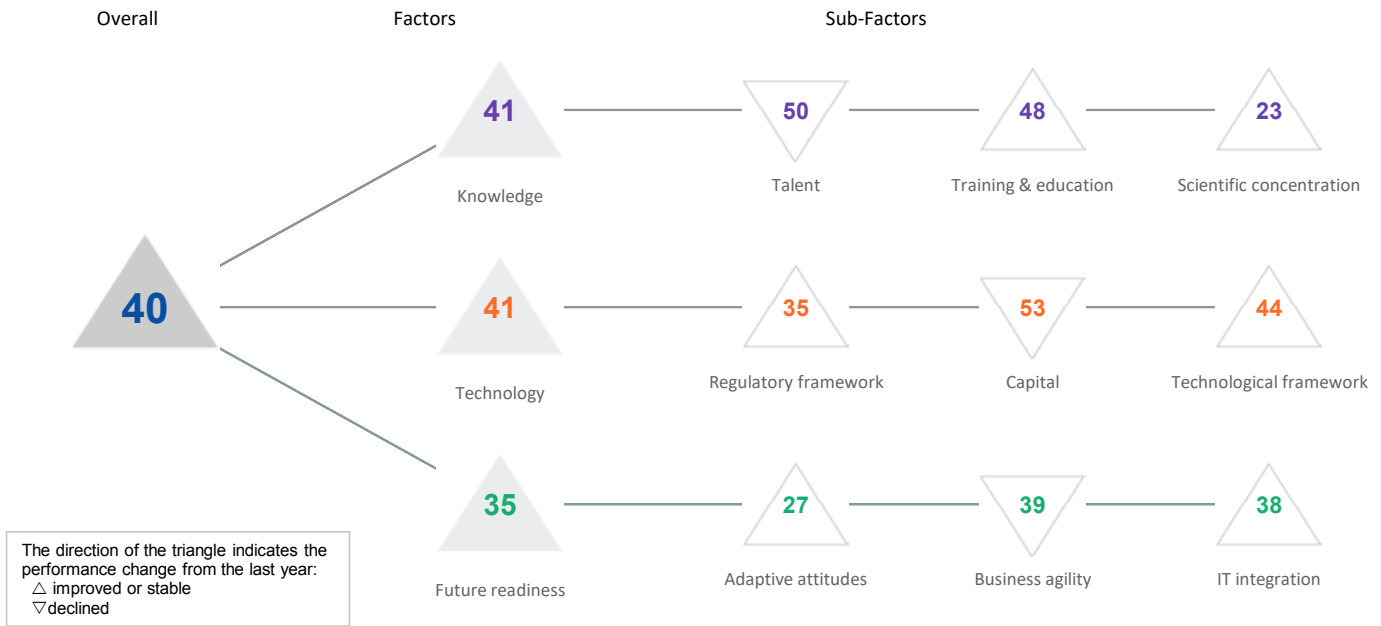 Overall
Factors
Sub-Factors
41
50
48
23
Knowledge
Talent
Training & education
Scientific concentration
40
41
35
53
44
Technology
Regulatory framework
Capital
Technological framework
35
27
39
38
Future readiness
Adaptive attitudes
Business agility
IT integration
The direction of the triangle indicates the
performance change from the last year:
△ improved or stable
▽declined